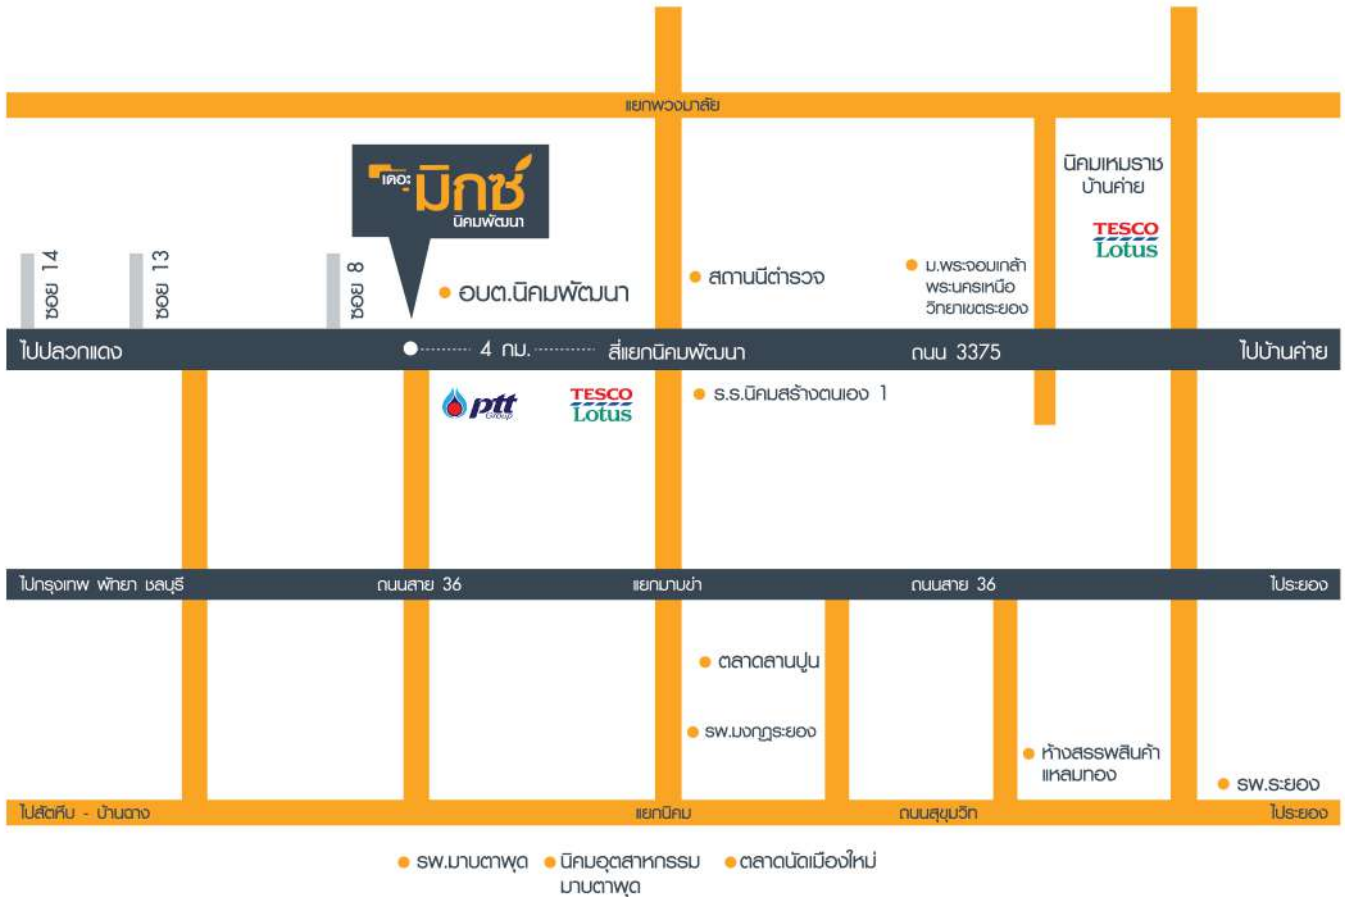 แยกพวงมาลัย
เดอะ
มิกซ์
นิคมพัฒนา
นิคมเหมราช
บ้านค่าย
TESCO
Lotus
ซอย 14
ซอย 13
ซอย 8
อบต.นิคมพัฒนา
สถานนีตำรวจ
ม.พระจอมเกล้า
พระนครเหนือ
วิทยาเขตระยอง
ไปปลวกแดง
4 กม.
สี่แยกนิคมพัฒนา
ถนน 3375
ไปบ้านค่าย
ptt
Group
TESCO
Lotus
ร.ร.นิคมสร้างตนเอง 1
ไปกรุงเทพ พัทยา ชลบุรี
ถนนสาย 36
แยกมาบข่า
ถนนสาย 36
ไประยอง
ตลาดลานปูน
รพ.มงกุฎระยอง
ห้างสรรพสินค้า
แหลมทอง
รพ.ระยอง
ไปสัตหีบ - บ้านฉาง
แยกนิคม
ถนนสุขุมวิท
ไประยอง
รพ.มาบตาพุด
นิคมอุตสาหกรรม
มาบตาพุด
ตลาดนัดเมืองใหม่